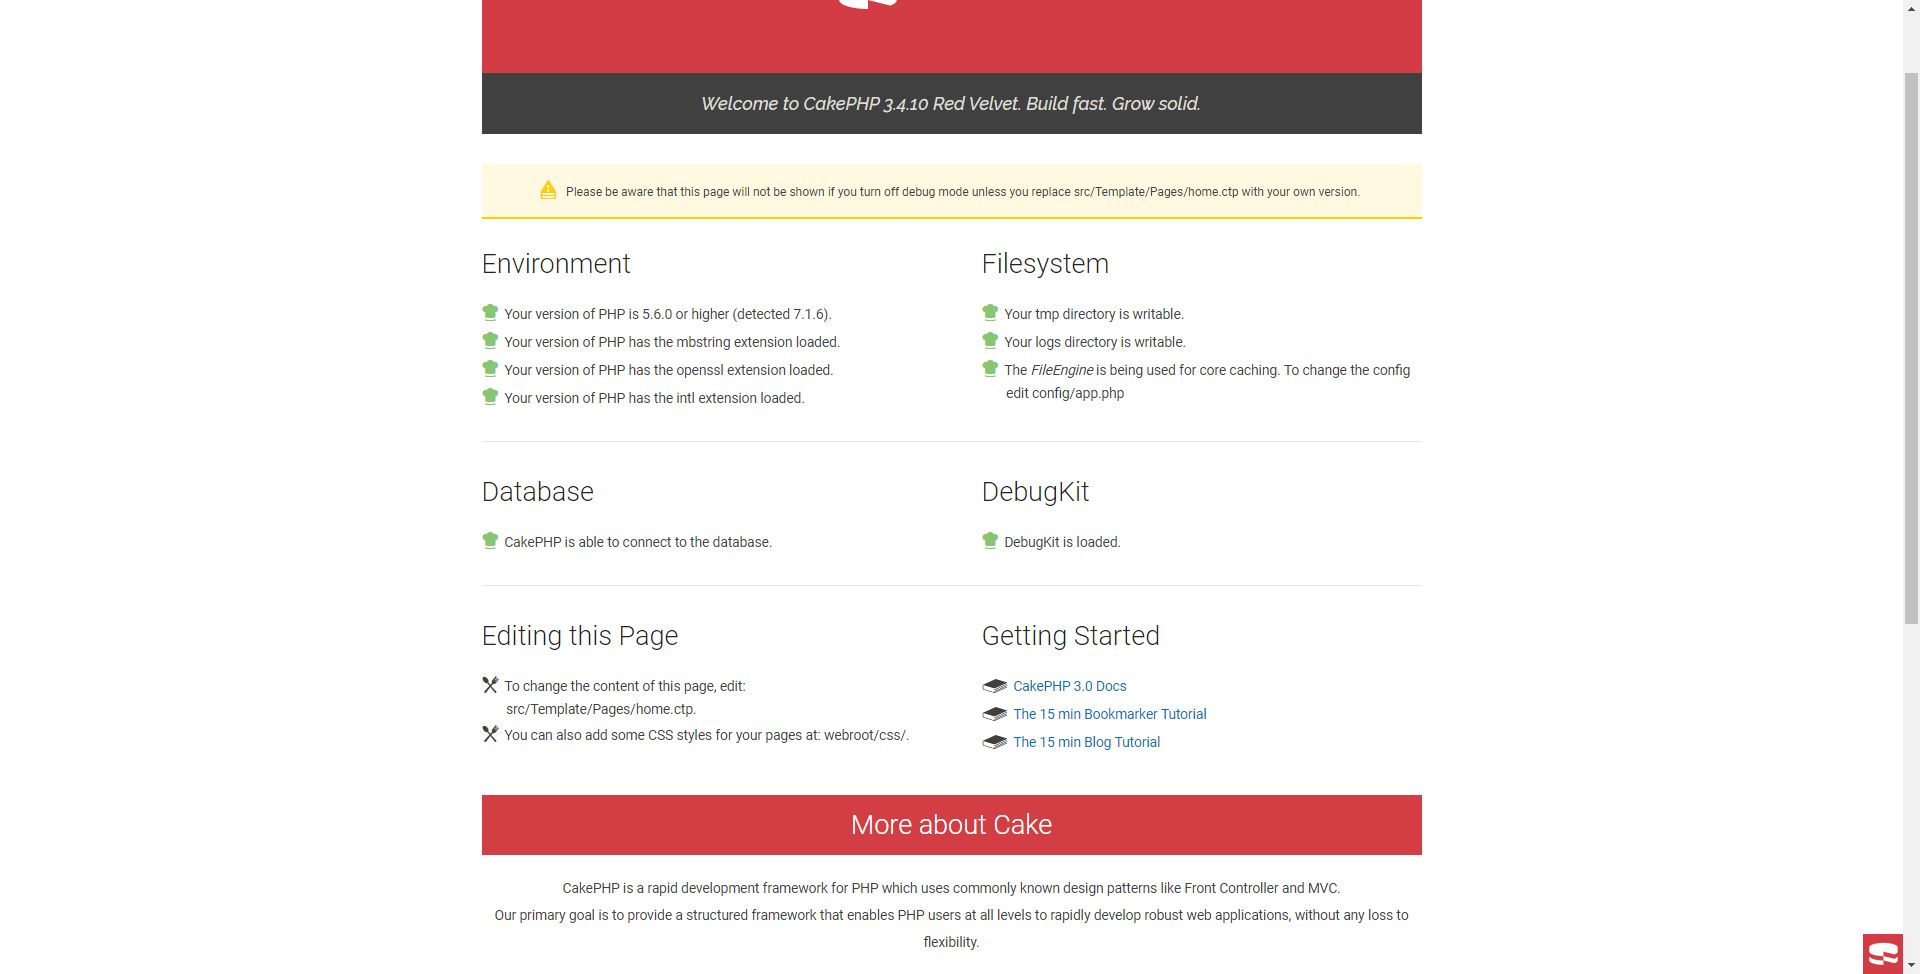 Welcome to CakePHP 3.4.10 Red Velvet. Build fast. Grow solid.
Please be aware that this page will not be shown if you turn off debug mode unless you replace src/Template/Pages/home.ctp with your own version.
Environment
Your version of PHP is 5.6.0 or higher (detected 7.1.6).
Your version of PHP has the mbstring extension loaded.
Your version of PHP has the openssl extension loaded.
Your version of PHP has the intl extension loaded.
Filesystem
Your tmp directory is writable.
Your logs directory is writable.
The FileEngine is being used for core caching. To change the config
edit config/app.php
Database
CakePHP is able to connect to the database.
DebugKit
DebugKit is loaded.
Editing this Page
To change the content of this page, edit:
src/Template/Pages/home.ctp.
You can also add some CSS styles for your pages at: webroot/css/.
Getting Started
CakePHP 3.0 Docs
The 15 min Bookmarker Tutorial
The 15 min Blog Tutorial
More about Cake
CakePHP is a rapid development framework for PHP which uses commonly known design patterns like Front Controller and MVC.
Our primary goal is to provide a structured framework that enables PHP users at all levels to rapidly develop robust web applications, without any loss to
flexibility.